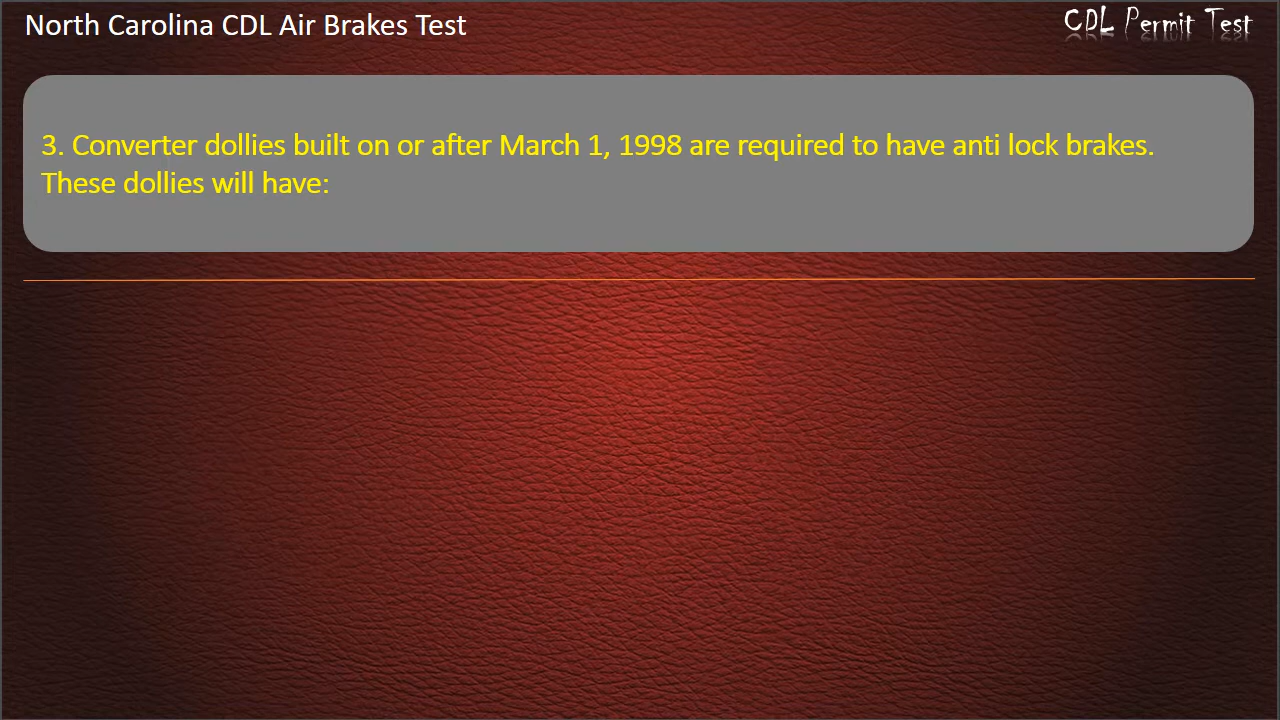 North Carolina CDL Air Brakes Test
CDL Permit Test
3. Converter dollies built on or after March 1, 1998 are required to have anti lock brakes.
These dollies will have: